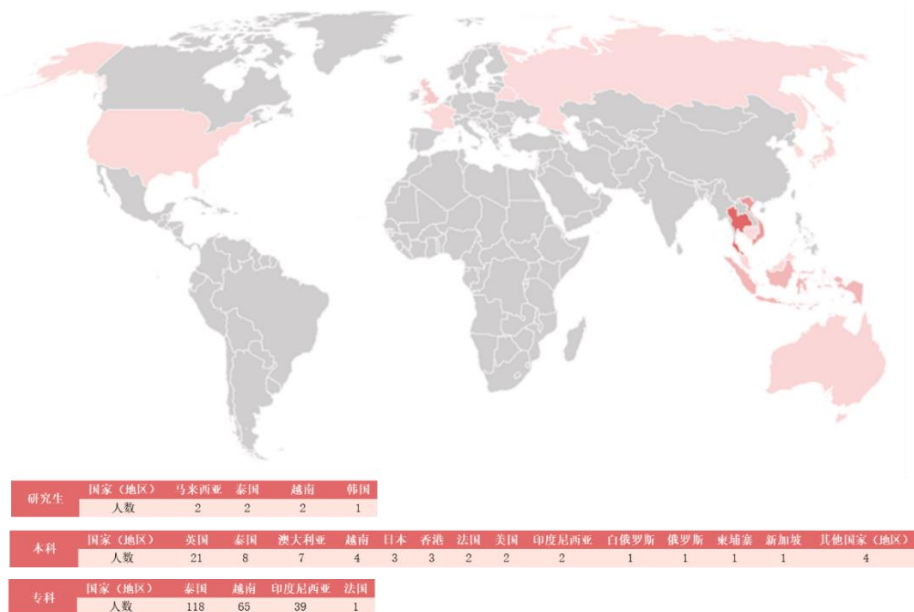 研究生 国家（地区） 马来西亚 泰国 越南 韩国
人数 2 2 2 1
本科 国家（地区） 英国 泰国 澳大利亚 越南 日本 香港 法国 美国 印度尼西亚 白俄罗斯 俄罗斯 柬埔寨 新加坡 其他国家（地区）
人数 21 8 7 4 3 3 2 2 2 1 1 1 1 4
专科 国家（地区） 泰国 越南 印度尼西亚 法国
人数 118 65 39 1